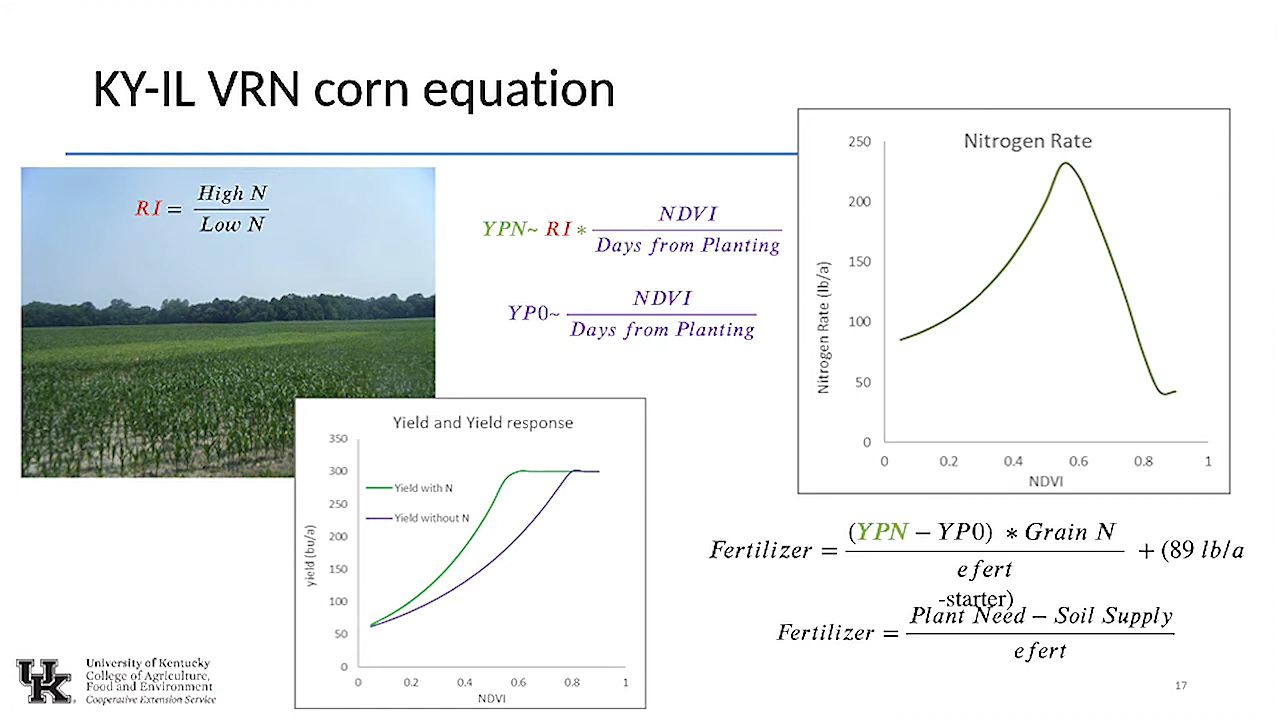 KY-IL VRN corn equation
RI = High N / Low N
YPN~ RI * NDVI / Days from Planting
YP0~ NDVI / Days from Planting
Nitrogen Rate
250
200
150
100
50
0
Nitrogen Rate (lb/a)
0 0.2 0.4 0.6 0.8 1
NDVI
Yield and Yield response
350
300
250
200
150
100
50
0
yield (bu/a)
Yield with N
Yield without N
0 0.2 0.4 0.6 0.8 1
NDVI
Fertilizer = (YPN − YP0) * Grain N / efert + (89 lb/a
-starter)
Fertilizer = Plant Need − Soil Supply / efert
UK
University of Kentucky
College of Agriculture,
Food and Environment
Cooperative Extension Service
17